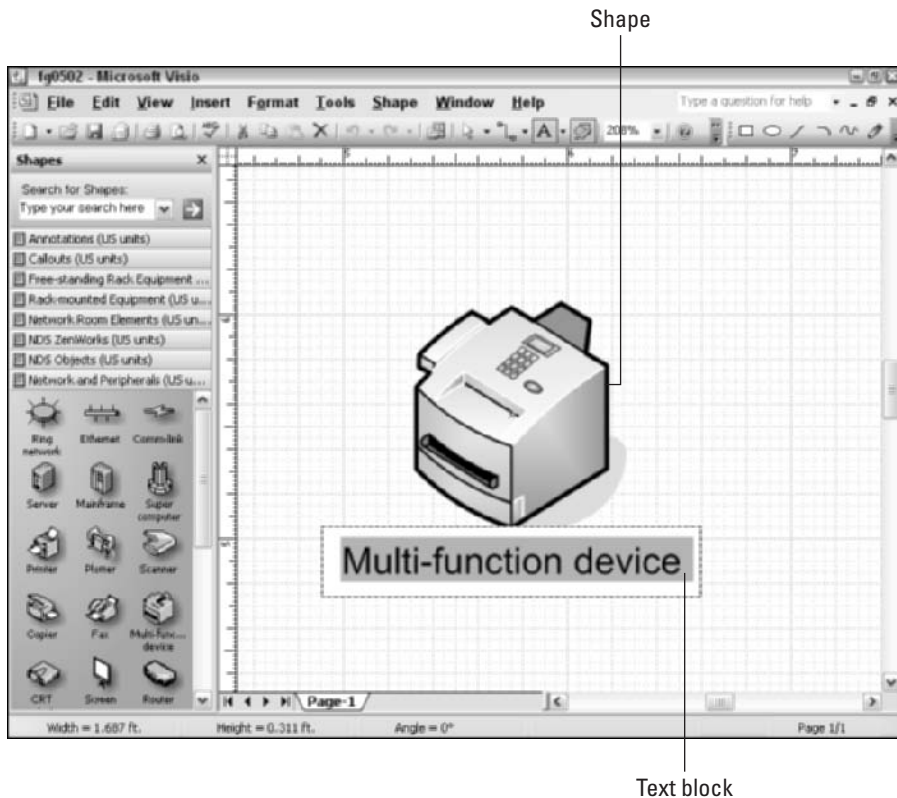 Shape
fg0502 - Microsoft Visio
File Edit View Insert Format Tools Shape Window Help
Type a question for help
208%
Shapes
Search for Shapes:
Type your search here
Annotations (US units)
Callouts (US units)
Free-standing Rack Equipment ...
Rack-mounted Equipment (US u...
Network Room Elements (US un...
NDS ZenWorks (US units)
NDS Objects (US units)
Network and Peripherals (US u...
Ring network
Ethernet
Comm-link
Server
Mainframe
Super computer
Printer
Plotter
Scanner
Copier
Fax
Multi-func... device
CRT
Screen
Router
5
6
7
Multi-function device
Page-1
Width = 1.687 ft.
Height = 0.311 ft.
Angle = 0°
Page 1/1
Text block